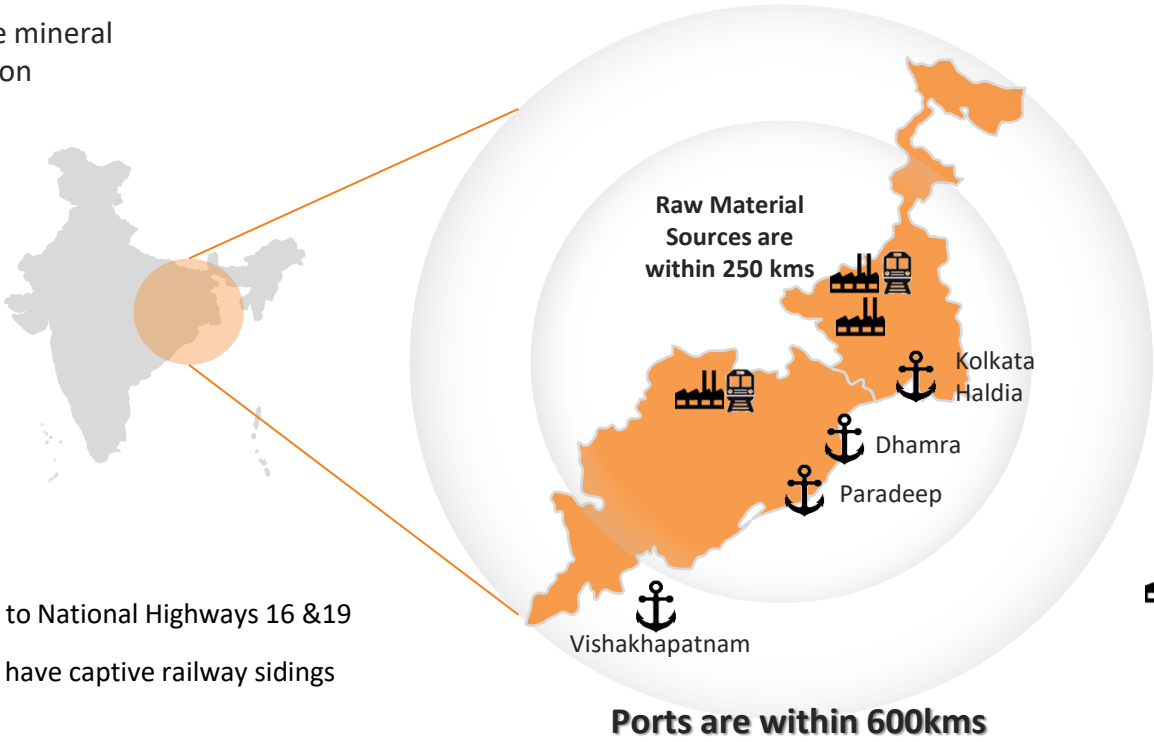 e mineral
on
Raw Material
Sources are
within 250 kms
Kolkata
Haldia
Dhamra
Paradeep
Vishakhapatnam
to National Highways 16 &19
have captive railway sidings
Ports are within 600kms